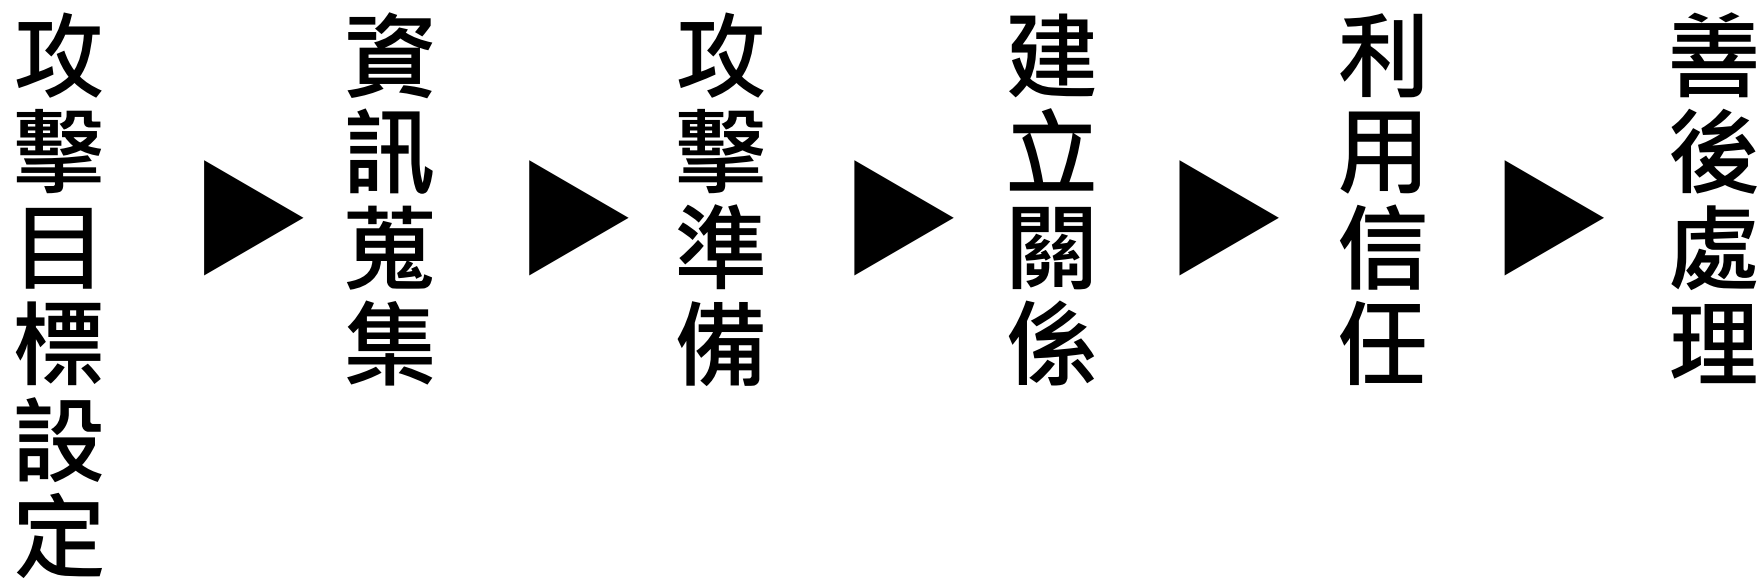 攻擊目標設定
資訊蒐集
攻擊準備
建立關係
利用信任
善後處理